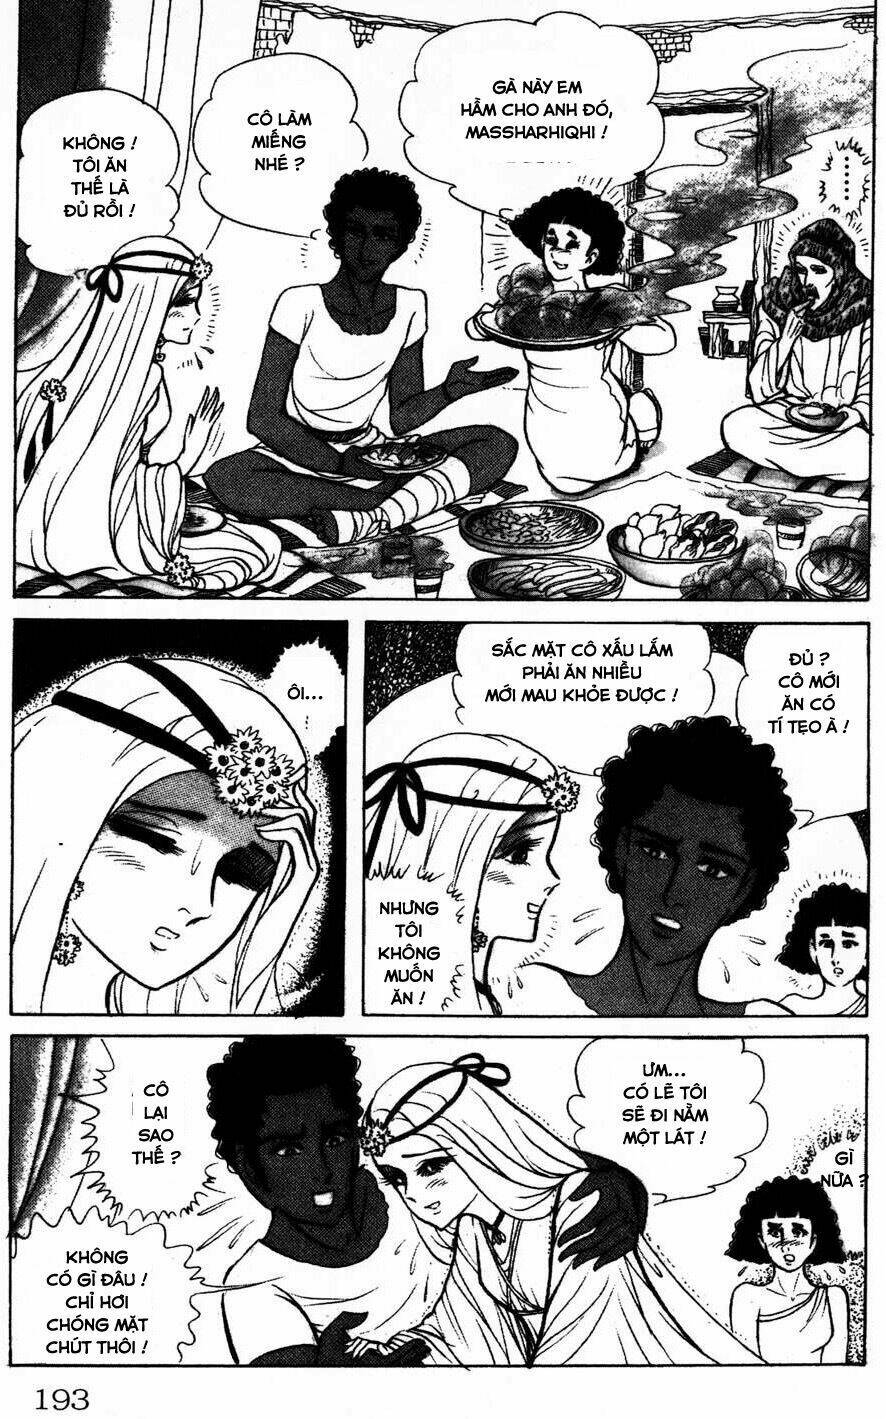 KHÔNG !
TÔI ĂN
THẾ LÀ
ĐỦ RỒI !
CÔ LÀM
MIẾNG
NHÉ ?
GÀ NÀY EM
HẦM CHO ANH ĐÓ,
MASSHARHIQHI !
.......
ÔI...
SẮC MẶT CÔ XẤU LẮM
PHẢI ĂN NHIỀU
MỚI MAU KHỎE ĐƯỢC !
ĐỦ ?
CÔ MỚI
ĂN CÓ
TÍ TẸO À !
NHƯNG
TÔI
KHÔNG
MUỐN
ĂN !
CÔ
LẠI
SAO
THẾ ?
KHÔNG
CÓ GÌ ĐÂU !
CHỈ HƠI
CHÓNG MẶT
CHÚT THÔI !
ƯM...
CÓ LẼ TÔI
SẼ ĐI NẰM
MỘT LÁT !
GÌ
NỮA ?
193